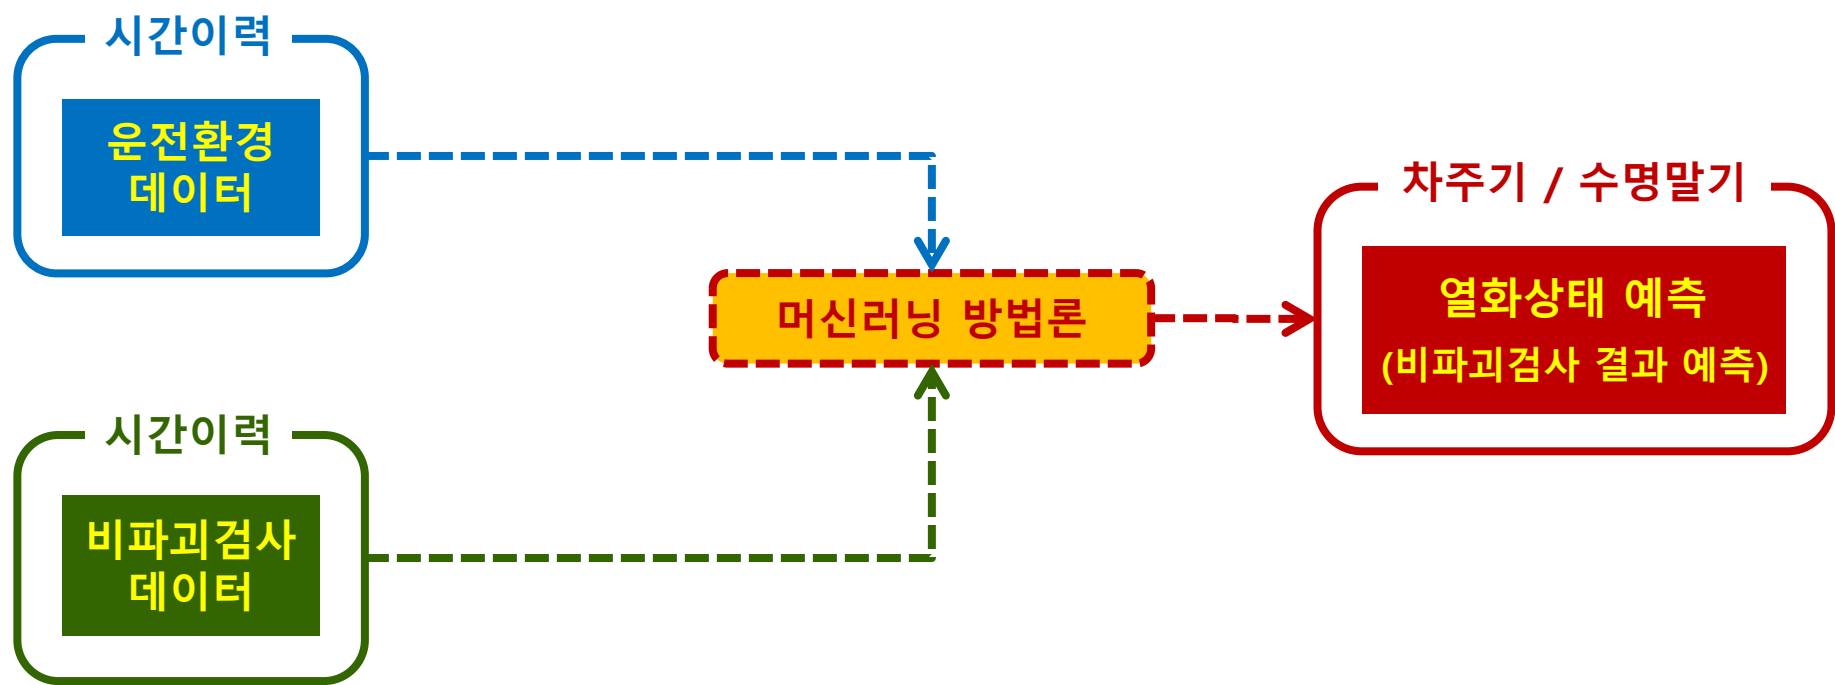 시간이력
운전환경
데이터
머신러닝 방법론
시간이력
비파괴검사
데이터
차주기 / 수명말기
열화상태 예측
(비파괴검사 결과 예측)